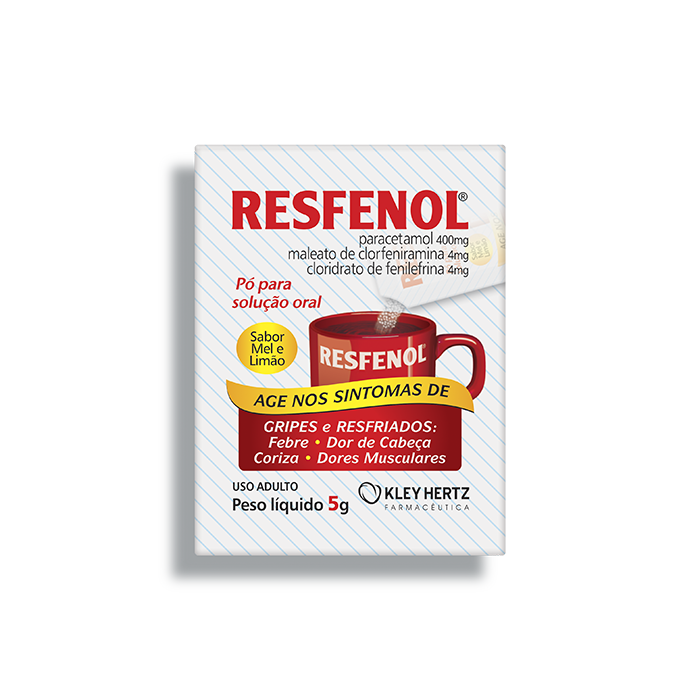 RESFENOL®
paracetamol 400mg
maleato de clorfeniramina 4mg
cloridrato de fenilefrina 4mg
Pó para
solução oral
Sabor
Mel e
Limão
RESFENOL®
AGE NOS SINTOMAS DE
GRIPES e RESFRIADOS:
Febre • Dor de Cabeça
Coriza • Dores Musculares
USO ADULTO
Peso líquido 5g
KLEY HERTZ
FARMACÊUTICA